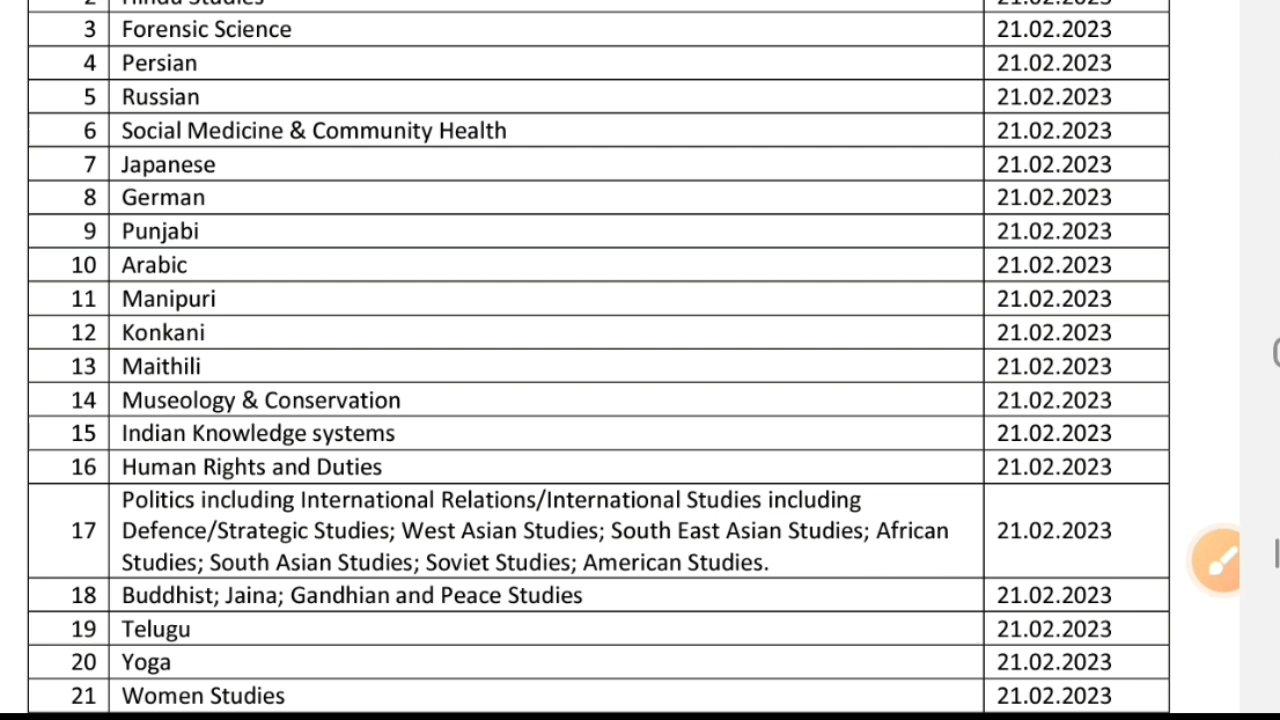 2 Hindu Studies 21.02.2023
3 Forensic Science 21.02.2023
4 Persian 21.02.2023
5 Russian 21.02.2023
6 Social Medicine & Community Health 21.02.2023
7 Japanese 21.02.2023
8 German 21.02.2023
9 Punjabi 21.02.2023
10 Arabic 21.02.2023
11 Manipuri 21.02.2023
12 Konkani 21.02.2023
13 Maithili 21.02.2023
14 Museology & Conservation 21.02.2023
15 Indian Knowledge systems 21.02.2023
16 Human Rights and Duties 21.02.2023
Politics including International Relations/International Studies including
17 Defence/Strategic Studies; West Asian Studies; South East Asian Studies; African 21.02.2023
Studies; South Asian Studies; Soviet Studies; American Studies.
18 Buddhist; Jaina; Gandhian and Peace Studies 21.02.2023
19 Telugu 21.02.2023
20 Yoga 21.02.2023
21 Women Studies 21.02.2023